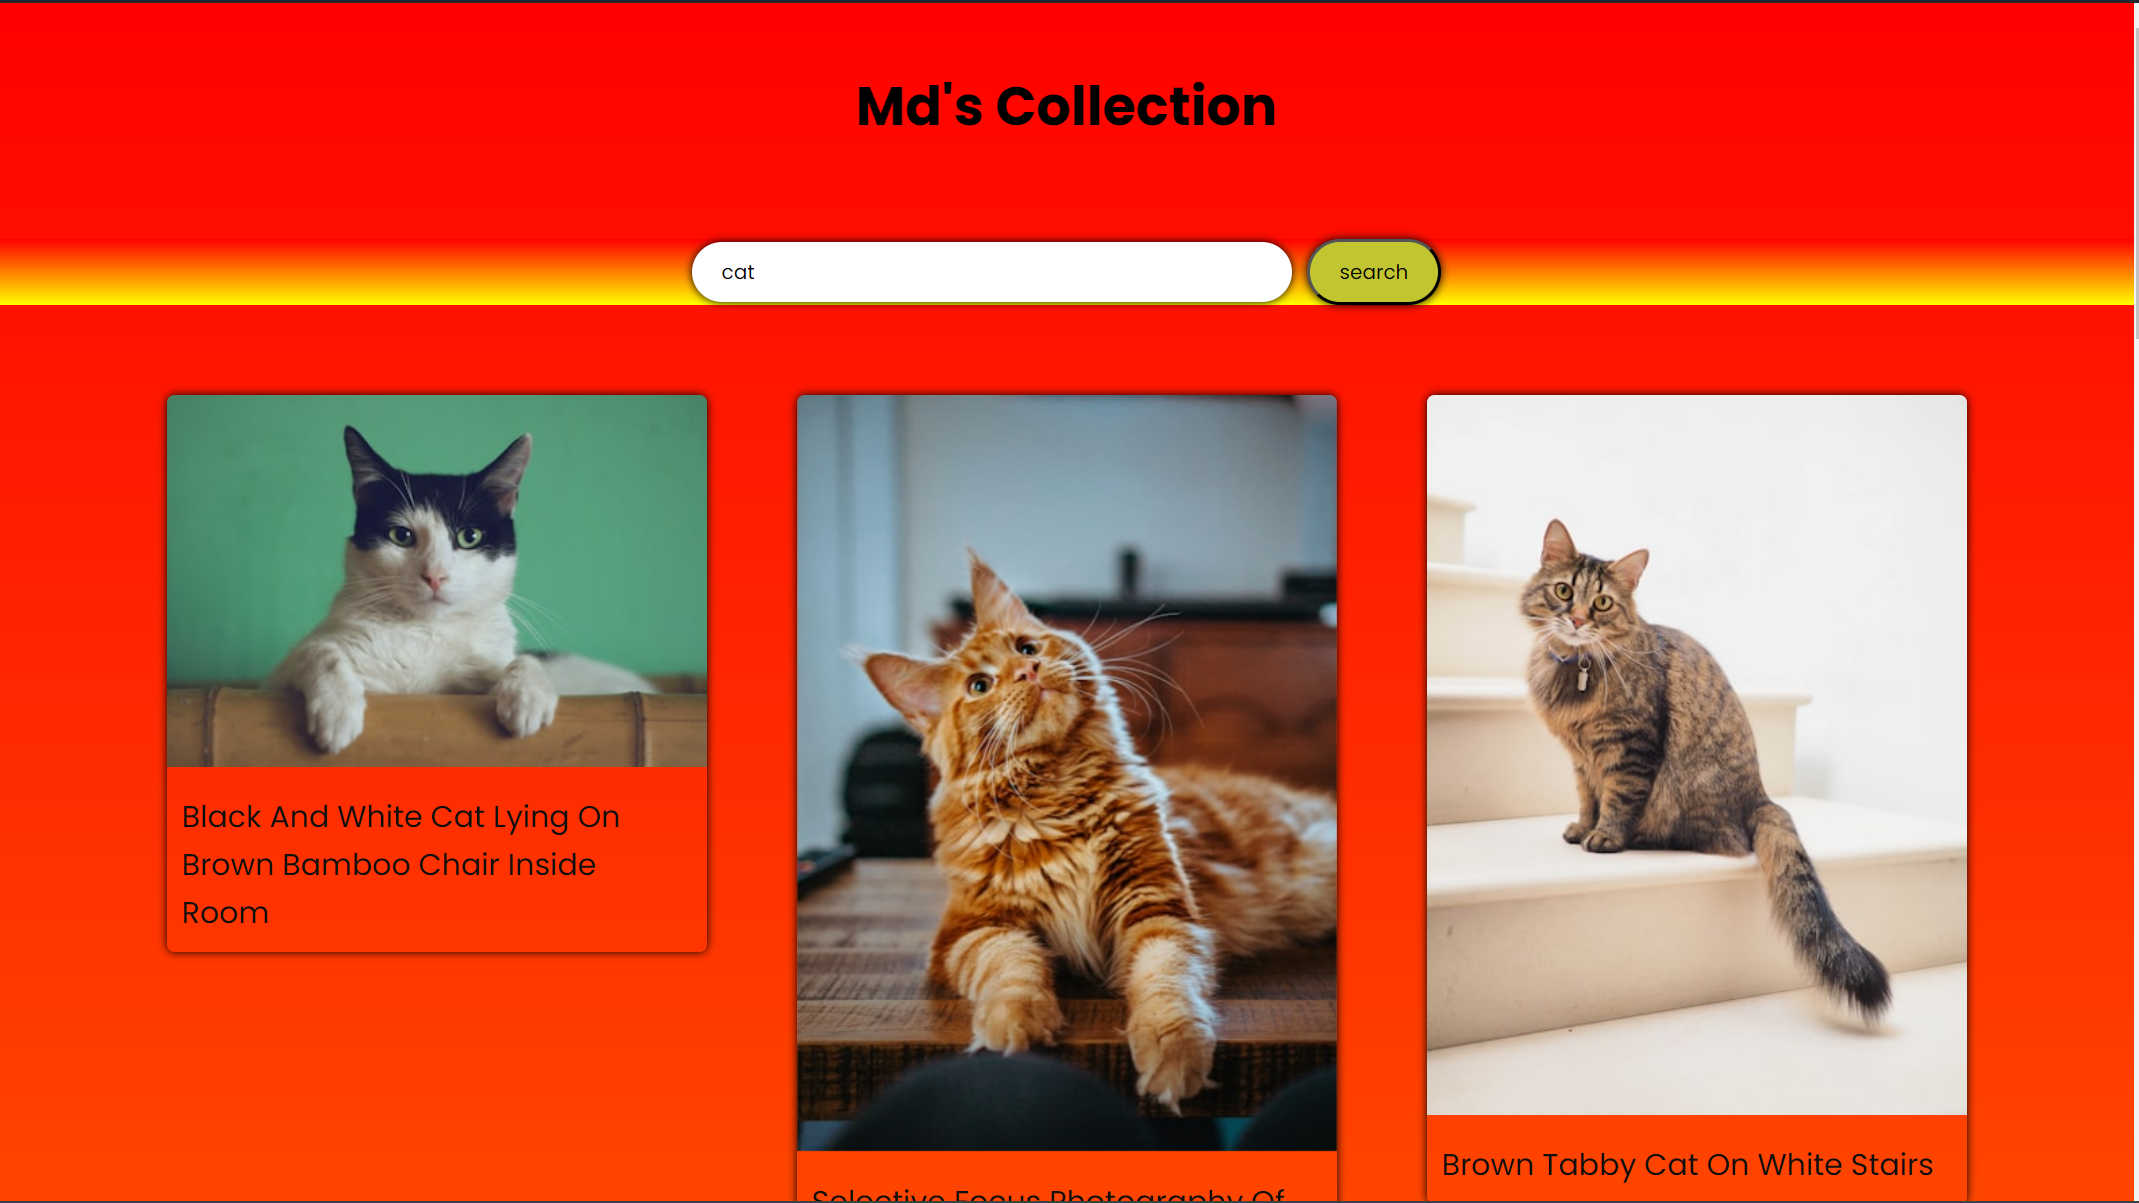 Md's Collection
cat
search
Black And White Cat Lying On
Brown Bamboo Chair Inside
Room
Selective Focus Photography Of
Brown Tabby Cat On White Stairs